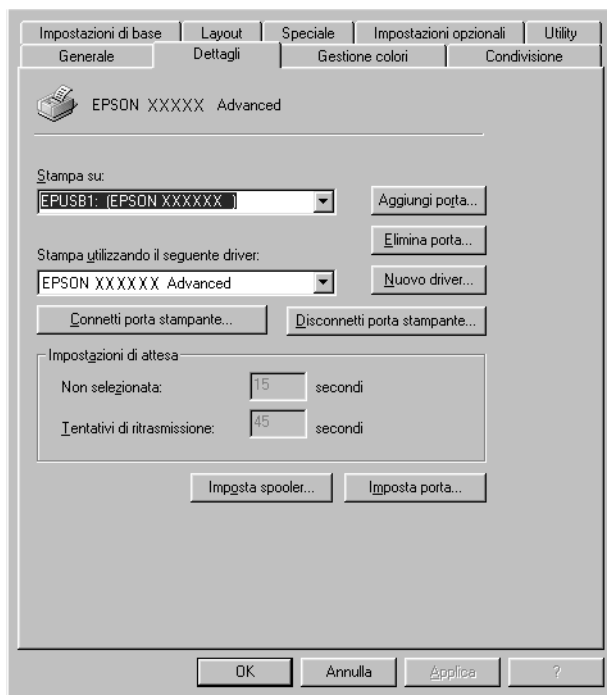 Impostazioni di base Layout Speciale Impostazioni opzionali Utility
Generale Dettagli Gestione colori Condivisione
EPSON XXXXX Advanced
Stampa su:
EPUSB1: (EPSON XXXXXX ) Aggiungi porta...
Elimina porta...
Stampa utilizzando il seguente driver:
EPSON XXXXXX Advanced Nuovo driver...
Connetti porta stampante... Disconnetti porta stampante...
Impostazioni di attesa
Non selezionata: 15 secondi
Tentativi di ritrasmissione: 45 secondi
Imposta spooler... Imposta porta...
OK Annulla Applica ?